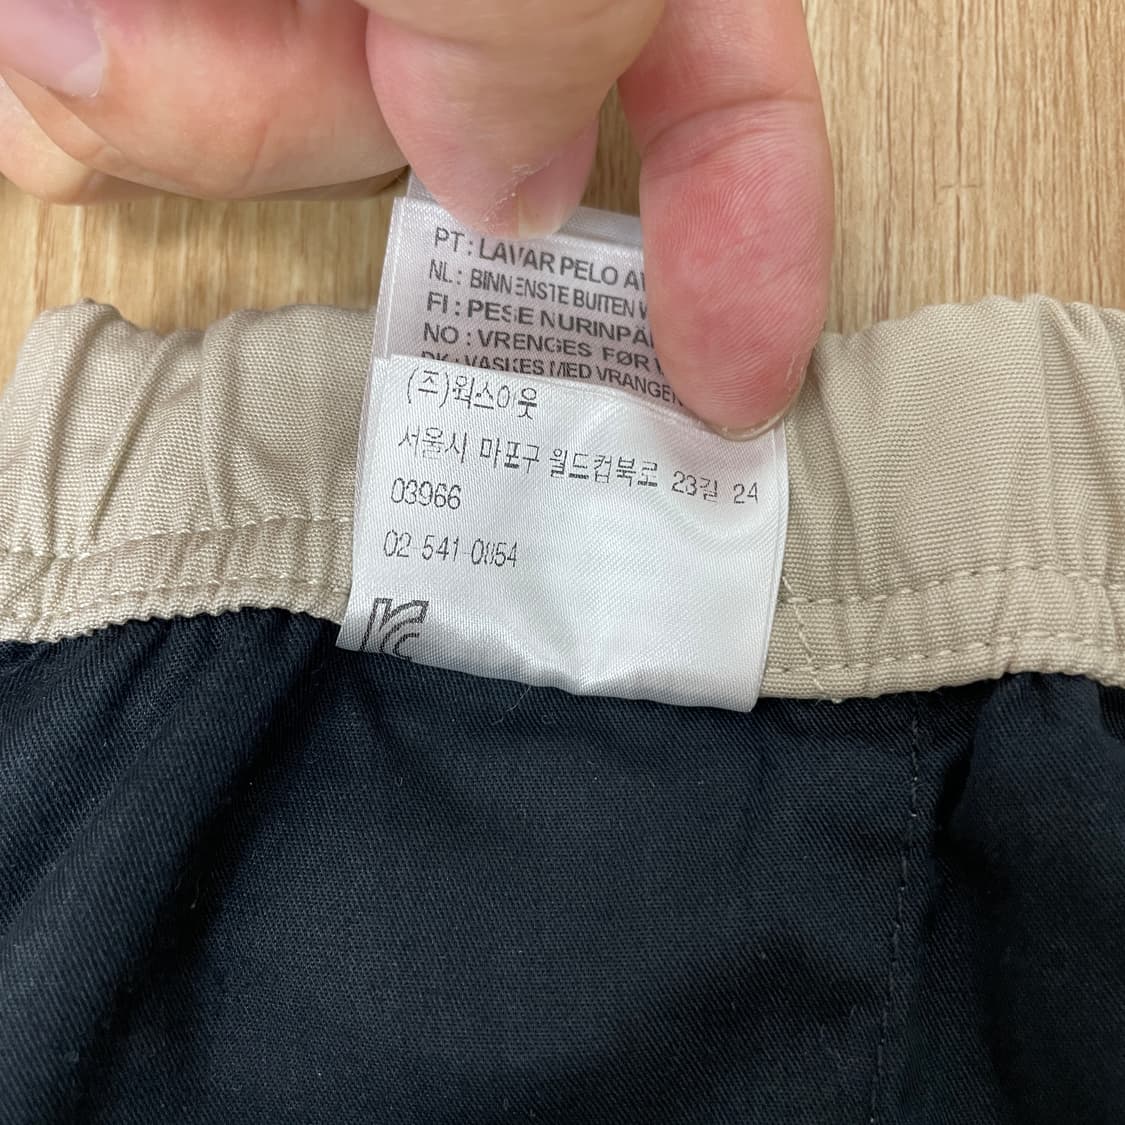 PT : LAVAR PELO
NL : BINNENSTE BUITEN
FI : PESE NURINPÄ
NO : VRENGES FØR
DK : VASKES MED VRANGEN
(주)웍스아웃
서울시 마포구 월드컵북로 23길 24
03966
02-541-0854